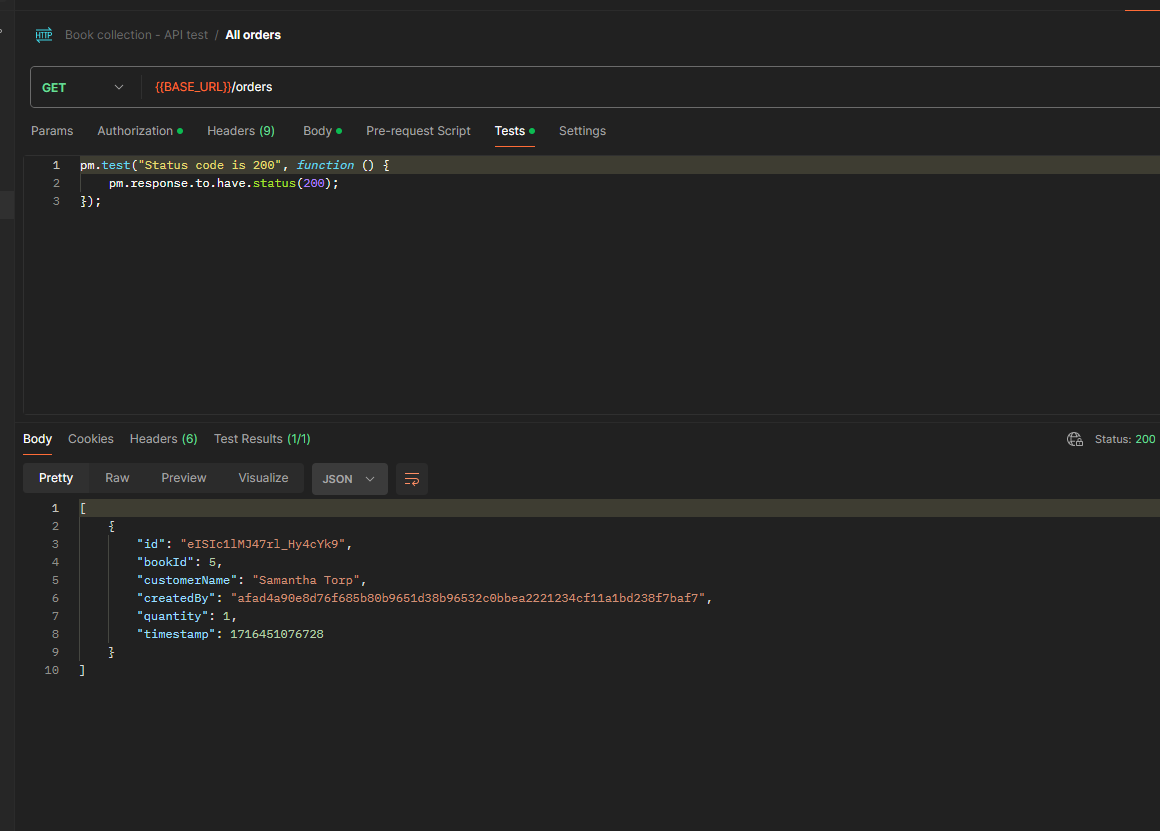 HTTP Book collection - API test / All orders
GET {{BASE_URL}}/orders
Params Authorization Headers (9) Body Pre-request Script Tests Settings
1 pm.test("Status code is 200", function () {
2 pm.response.to.have.status(200);
3 });
Body Cookies Headers (6) Test Results (1/1) Status: 200
Pretty Raw Preview Visualize JSON
1 [
2 {
3 "id": "eISIc1lMJ47rl_Hy4cYk9",
4 "bookId": 5,
5 "customerName": "Samantha Torp",
6 "createdBy": "afad4a90e8d76f685b80b9651d38b96532c0bbea2221234cf11a1bd238f7baf7",
7 "quantity": 1,
8 "timestamp": 1716451076728
9 }
10 ]